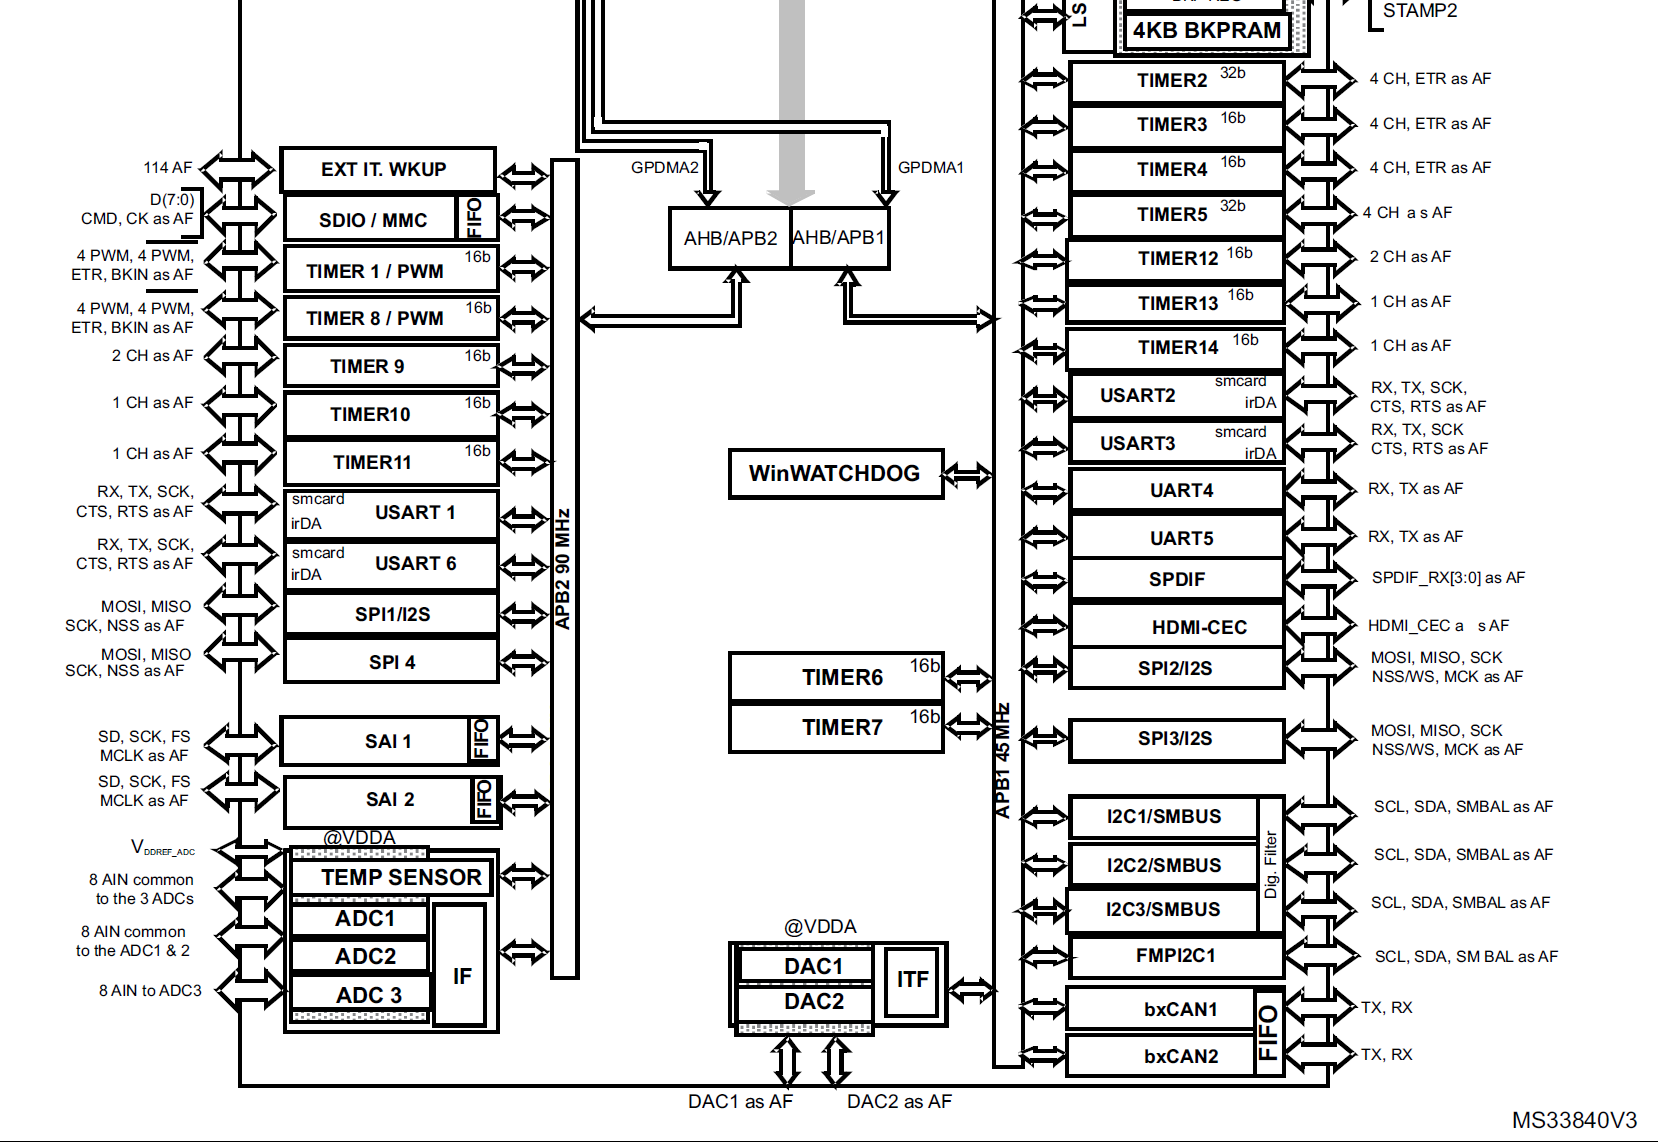 LS
4KB BKPRAM
STAMP2
GPDMA2
GPDMA1
AHB/APB2
AHB/APB1
114 AF
EXT IT. WKUP
D(7:0)
CMD, CK as AF
SDIO / MMC
FIFO
4 PWM, 4 PWM,
ETR, BKIN as AF
TIMER 1 / PWM
16b
4 PWM, 4 PWM,
ETR, BKIN as AF
TIMER 8 / PWM
16b
2 CH as AF
TIMER 9
16b
1 CH as AF
TIMER10
16b
1 CH as AF
TIMER11
16b
RX, TX, SCK,
CTS, RTS as AF
smcard
irDA
USART 1
RX, TX, SCK,
CTS, RTS as AF
smcard
irDA
USART 6
MOSI, MISO
SCK, NSS as AF
SPI1/I2S
MOSI, MISO
SCK, NSS as AF
SPI 4
SD, SCK, FS
MCLK as AF
SAI 1
FIFO
SD, SCK, FS
MCLK as AF
SAI 2
FIFO
@VDDA
VDDREF_ADC
TEMP SENSOR
8 AIN common
to the 3 ADCs
ADC1
8 AIN common
to the ADC1 & 2
ADC2
8 AIN to ADC3
ADC 3
IF
APB2 90 MHz
WinWATCHDOG
TIMER6
16b
TIMER7
16b
@VDDA
DAC1
DAC2
ITF
DAC1 as AF
DAC2 as AF
APB1 45 MHz
TIMER2
32b
4 CH, ETR as AF
TIMER3
16b
4 CH, ETR as AF
TIMER4
16b
4 CH, ETR as AF
TIMER5
32b
4 CH a s AF
TIMER12
16b
2 CH as AF
TIMER13
16b
1 CH as AF
TIMER14
16b
1 CH as AF
USART2
smcard
irDA
RX, TX, SCK,
CTS, RTS as AF
USART3
smcard
irDA
RX, TX, SCK
CTS, RTS as AF
UART4
RX, TX as AF
UART5
RX, TX as AF
SPDIF
SPDIF_RX[3:0] as AF
HDMI-CEC
HDMI_CEC a s AF
SPI2/I2S
MOSI, MISO, SCK
NSS/WS, MCK as AF
SPI3/I2S
MOSI, MISO, SCK
NSS/WS, MCK as AF
I2C1/SMBUS
SCL, SDA, SMBAL as AF
I2C2/SMBUS
SCL, SDA, SMBAL as AF
I2C3/SMBUS
SCL, SDA, SMBAL as AF
Dig. Filter
FMPI2C1
SCL, SDA, SM BAL as AF
bxCAN1
TX, RX
bxCAN2
TX, RX
FIFO
MS33840V3